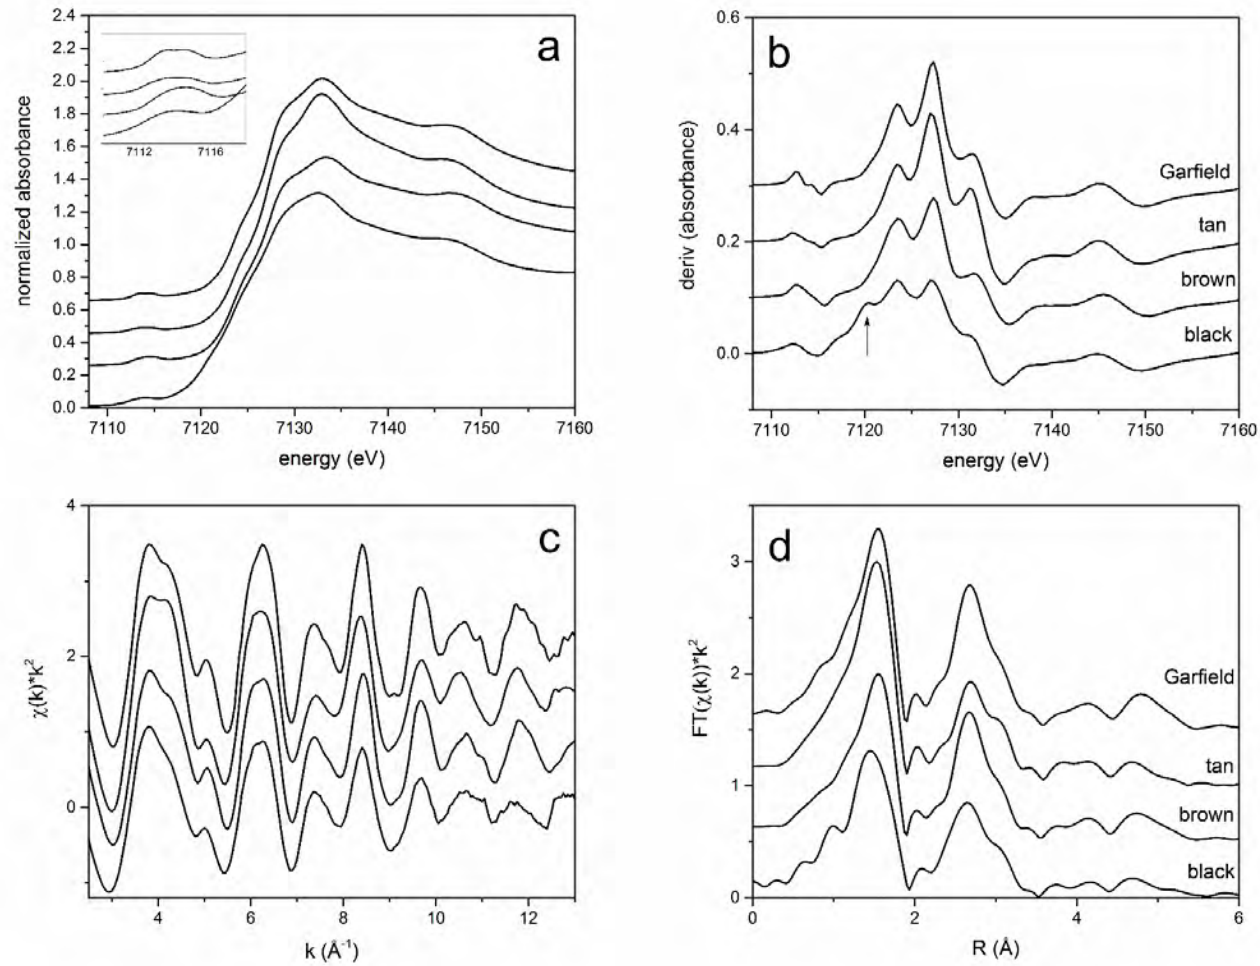 a
normalized absorbance
2.4
2.2
2.0
1.8
1.6
1.4
1.2
1.0
0.8
0.6
0.4
0.2
0.0
7112 7116
7110 7120 7130 7140 7150 7160
energy (eV)
b
deriv (absorbance)
0.6
0.4
0.2
0.0
Garfield
tan
brown
black
7110 7120 7130 7140 7150 7160
energy (eV)
c
χ(k)*k²
4
2
0
4 6 8 10 12
k (Å⁻¹)
d
FT(χ(k))*k²
3
2
1
0
Garfield
tan
brown
black
0 2 4 6
R (Å)